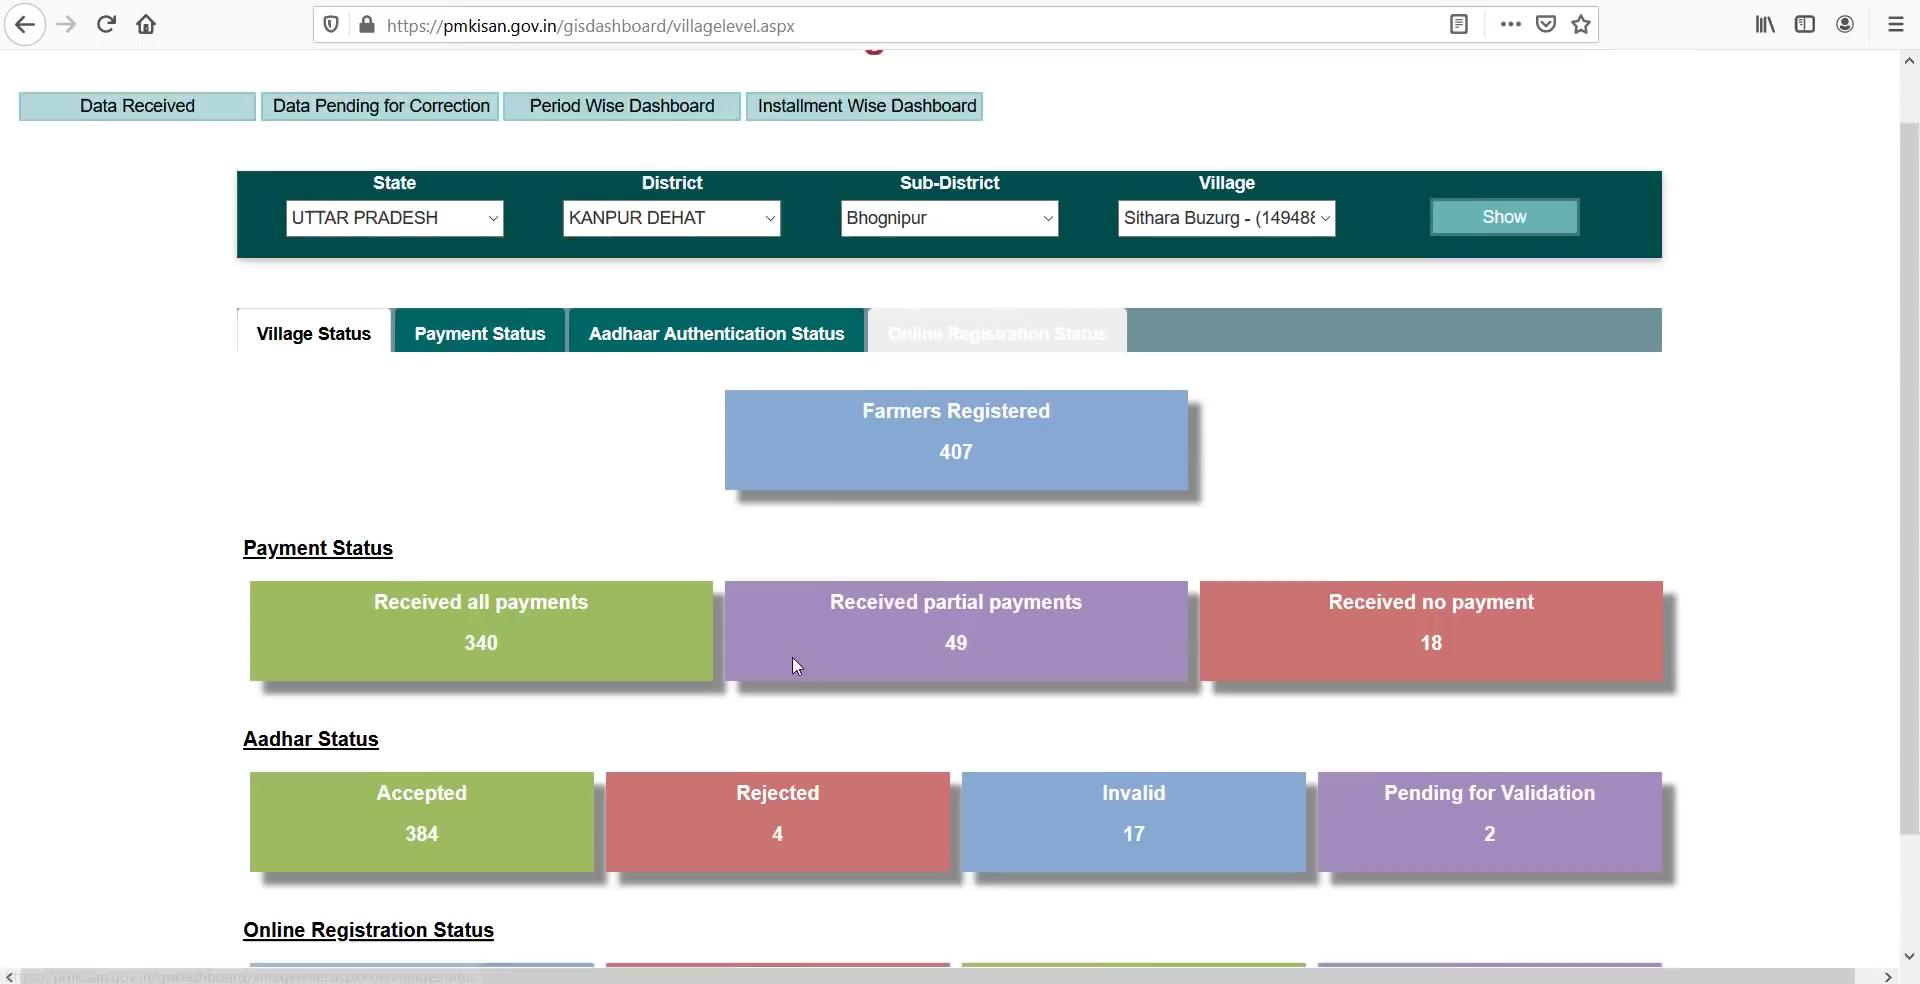 https://pmkisan.gov.in/gisdashboard/villagelevel.aspx
Data Received
Data Pending for Correction
Period Wise Dashboard
Installment Wise Dashboard
State
District
Sub-District
Village
UTTAR PRADESH
KANPUR DEHAT
Bhognipur
Sithara Buzurg - (149488
Show
Village Status
Payment Status
Aadhaar Authentication Status
Online Registration Status
Farmers Registered
407
Payment Status
Received all payments
340
Received partial payments
49
Received no payment
18
Aadhar Status
Accepted
384
Rejected
4
Invalid
17
Pending for Validation
2
Online Registration Status